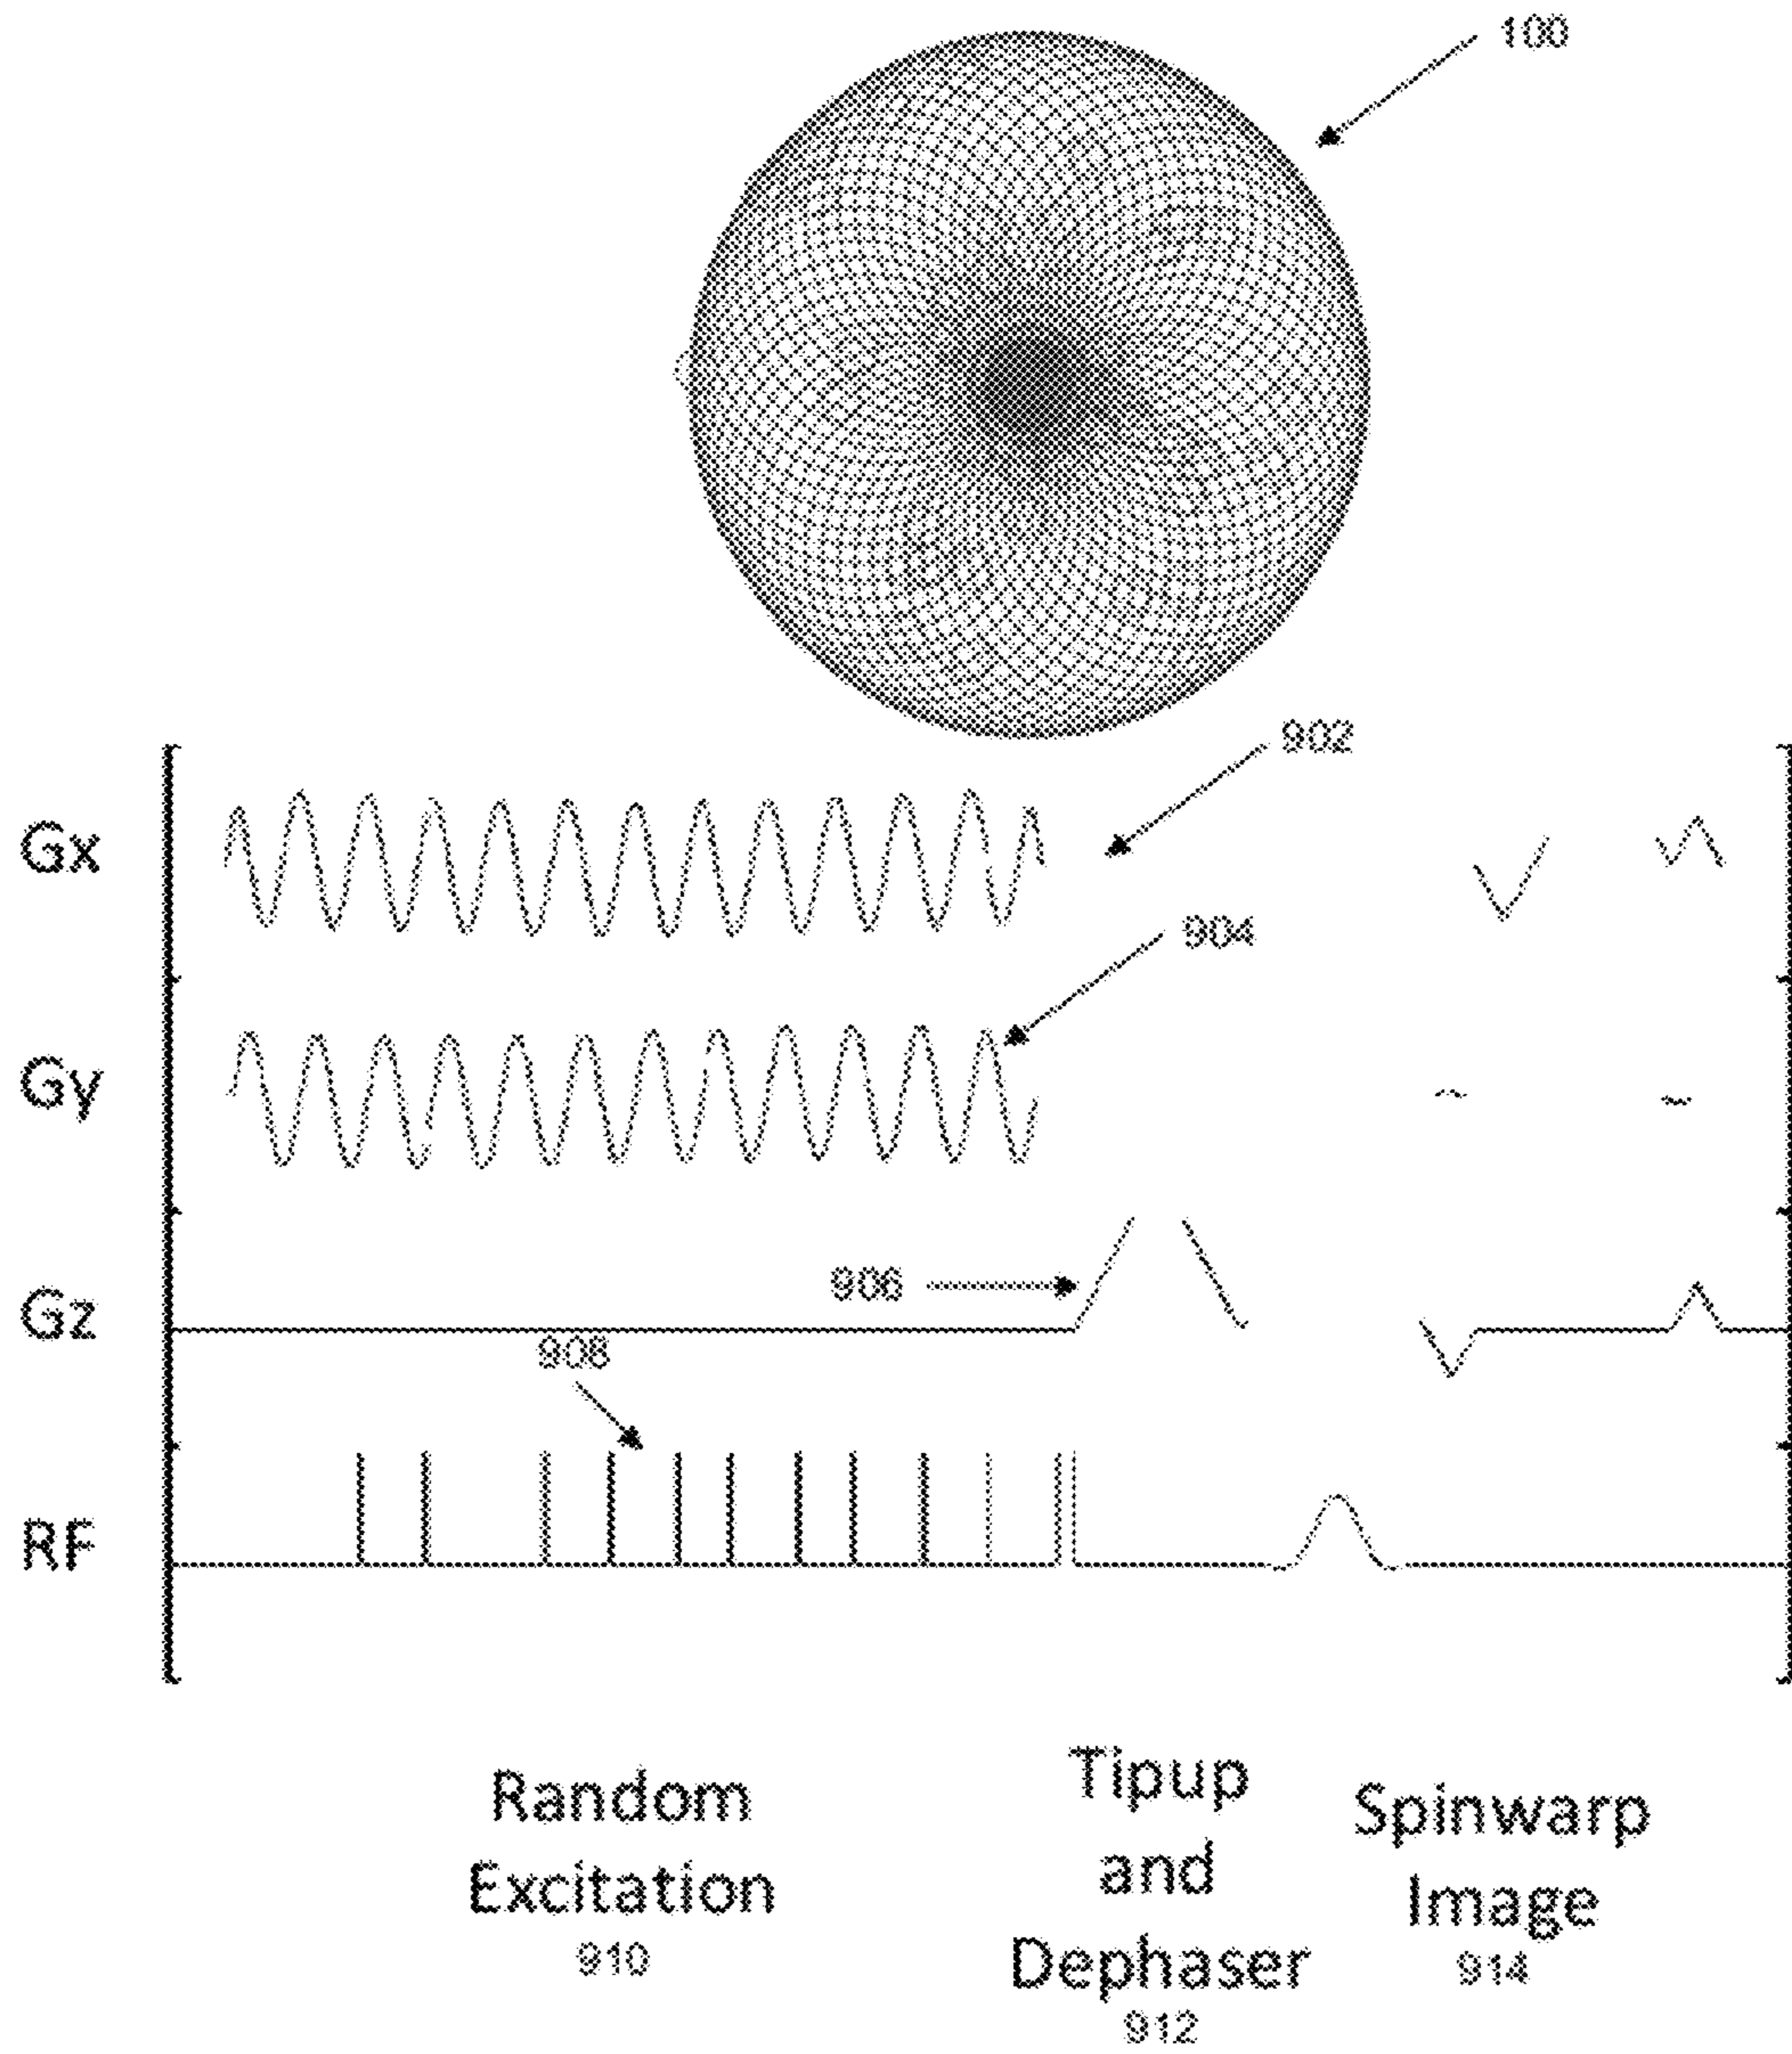 100
902
Gx
904
Gy
906
Gz
908
RF
Random
Excitation
910
Tipup
and
Dephaser
912
Spinwarp
Image
914